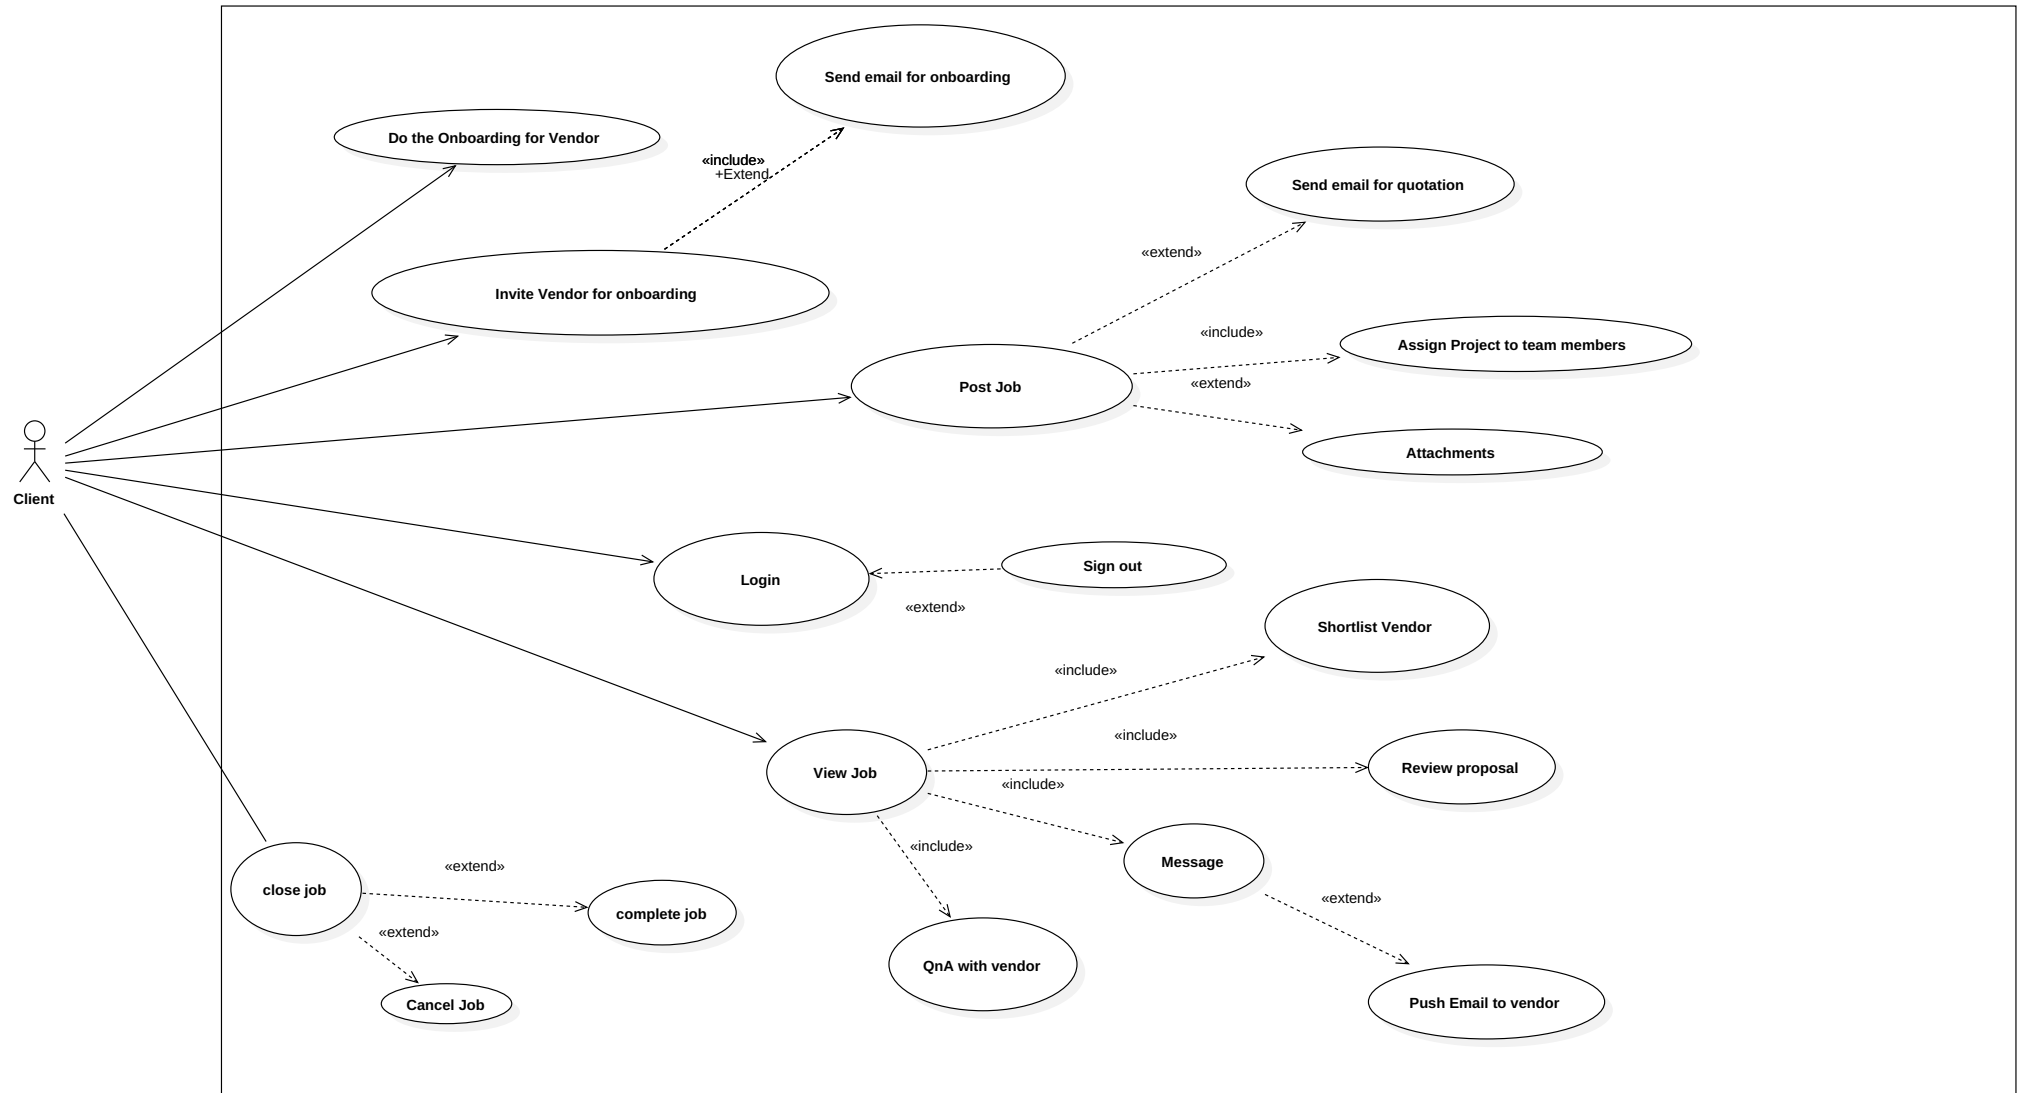 Send email for onboarding
Do the Onboarding for Vendor
«include»
+Extend
Send email for quotation
«extend»
Invite Vendor for onboarding
«include»
Assign Project to team members
Post Job
«extend»
Attachments
Client
Login
Sign out
«extend»
Shortlist Vendor
«include»
«include»
View Job
Review proposal
«include»
«include»
Message
«extend»
close job
«extend»
complete job
«extend»
QnA with vendor
Cancel Job
Push Email to vendor